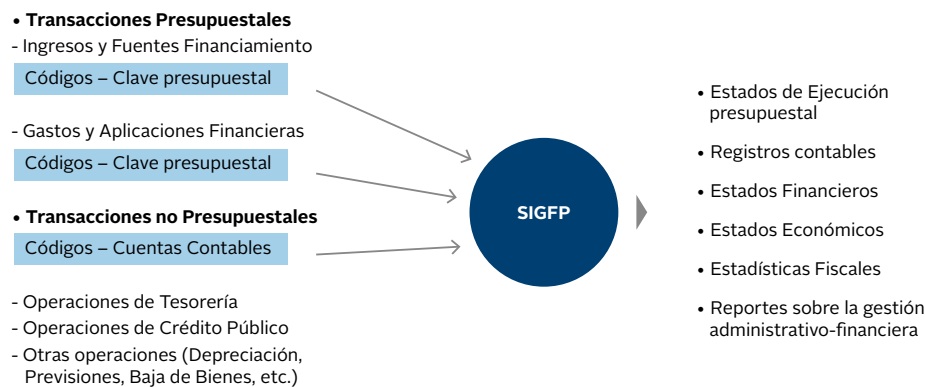 • Transacciones Presupuestales
- Ingresos y Fuentes Financiamiento
Códigos – Clave presupuestal
- Gastos y Aplicaciones Financieras
Códigos – Clave presupuestal
• Transacciones no Presupuestales
Códigos – Cuentas Contables
- Operaciones de Tesorería
- Operaciones de Crédito Público
- Otras operaciones (Depreciación,
Previsiones, Baja de Bienes, etc.)
SIGFP
• Estados de Ejecución
presupuestal
• Registros contables
• Estados Financieros
• Estados Económicos
• Estadísticas Fiscales
• Reportes sobre la gestión
administrativo-financiera